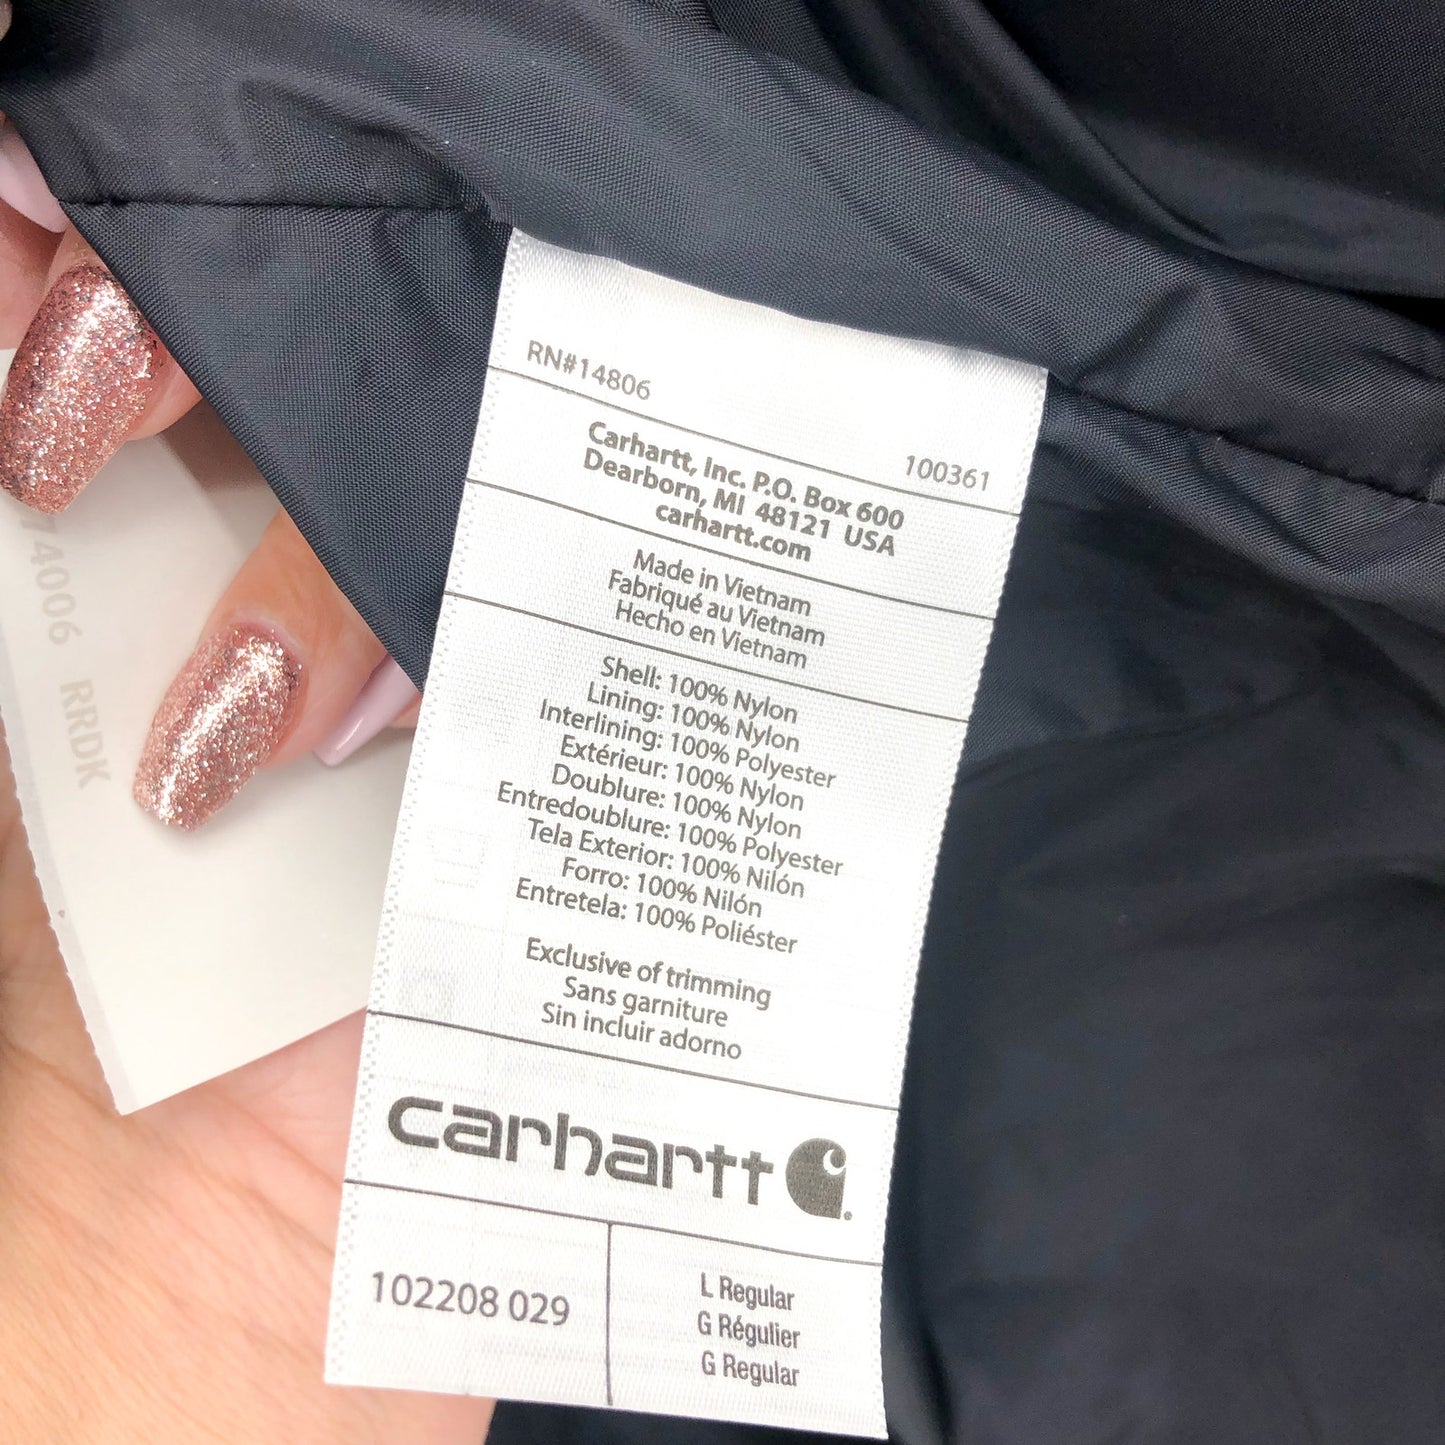 RN#14806
100361
Carhartt, Inc. P.O. Box 600
Dearborn, MI 48121 USA
carhartt.com
Made in Vietnam
Fabriqué au Vietnam
Hecho en Vietnam
Shell: 100% Nylon
Lining: 100% Nylon
Interlining: 100% Polyester
Extérieur: 100% Nylon
Doublure: 100% Nylon
Entredoublure: 100% Polyester
Tela Exterior: 100% Nilón
Forro: 100% Nilón
Entretela: 100% Poliéster
Exclusive of trimming
Sans garniture
Sin incluir adorno
carhartt
102208 029
L Regular
G Régulier
G Regular
74006 RRDK